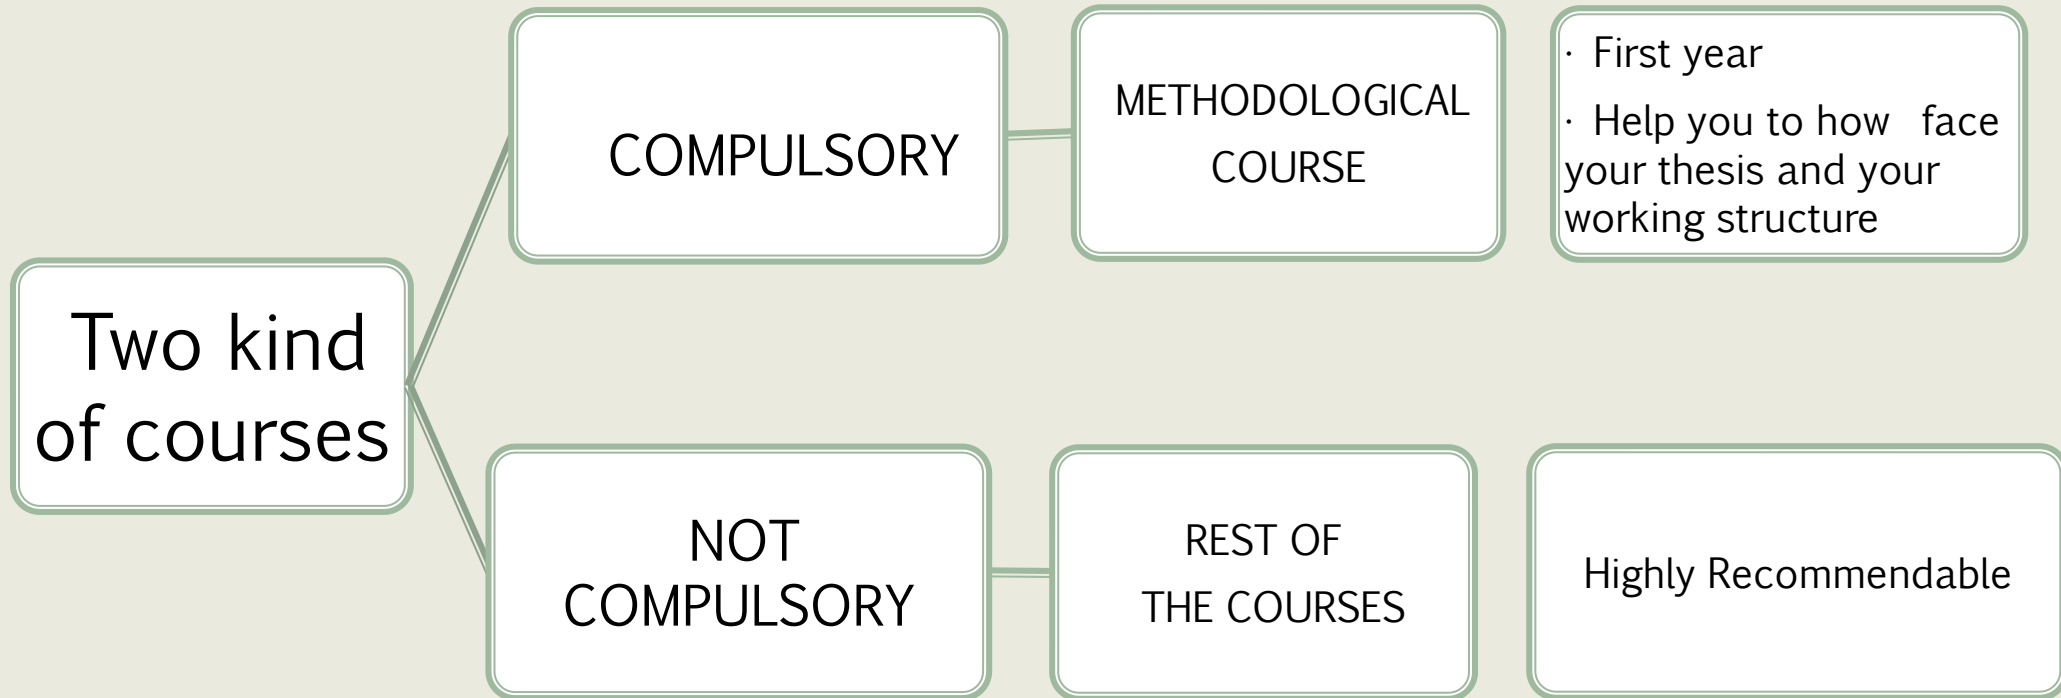 Two kind
of courses
COMPULSORY
METHODOLOGICAL
COURSE
· First year
· Help you to how face
your thesis and your
working structure
NOT
COMPULSORY
REST OF
THE COURSES
Highly Recommendable